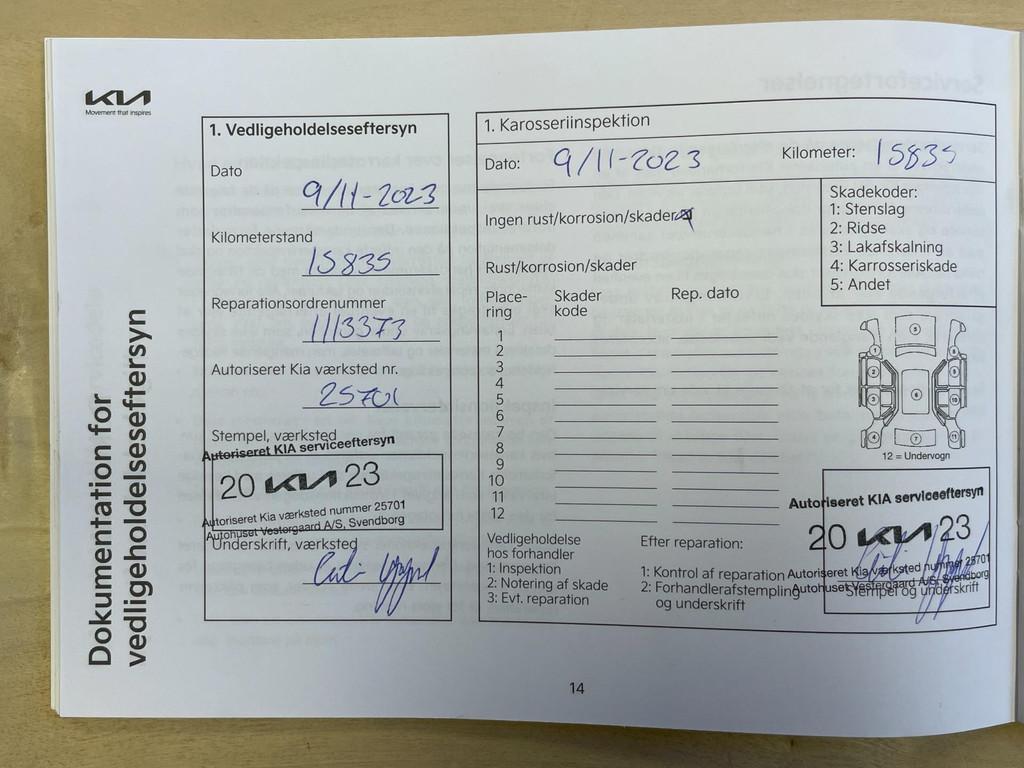 KIA
Movement that inspires
Dokumentation for
vedligeholdelseseftersyn
1. Vedligeholdelseseftersyn
Dato
9/11-2023
Kilometerstand
15835
Reparationsordrenummer
1113373
Autoriseret Kia værksted nr.
25701
Stempel, værksted
Autoriseret KIA serviceeftersyn
20 KIA 23
Autoriseret Kia værksted nummer 25701
Autohuset Vestergaard A/S, Svendborg
Underskrift, værksted
1. Karosseriinspektion
Dato: 9/11-2023 Kilometer: 15835
Ingen rust/korrosion/skader
Skadekoder:
1: Stenslag
2: Ridse
3: Lakafskalning
4: Karrosseriskade
5: Andet
Rust/korrosion/skader
Place-
ring
Skader
kode
Rep. dato
1
2
3
4
5
6
7
8
9
10
11
12
12 = Undervogn
Vedligeholdelse
hos forhandler
1: Inspektion
2: Notering af skade
3: Evt. reparation
Efter reparation:
1: Kontrol af reparation
2: Forhandlerafstempling
og underskrift
Autoriseret KIA serviceeftersyn
20 KIA 23
Autoriseret Kia værksted nummer 25701
Autohuset Vestergaard A/S, Svendborg
Stempel og underskrift
14